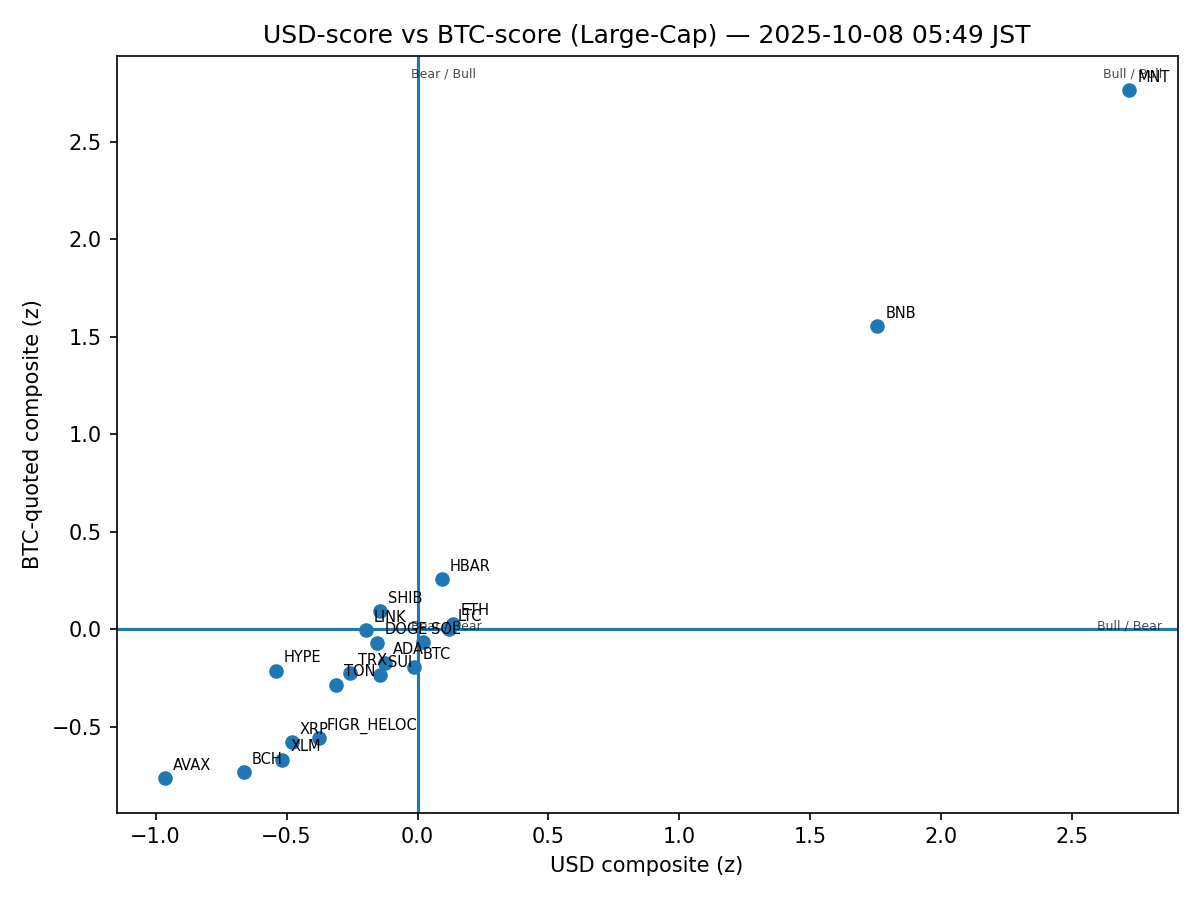 USD-score vs BTC-score (Large-Cap) — 2025-10-08 05:49 JST
Bear / Bull
Bull / Bull
MNT
2.5
2.0
BNB
1.5
1.0
0.5
HBAR
SHIB
ETH
LINK
LTC
DOGE
SOL
Bear / Bear
Bull / Bear
0.0
ADA
BTC
HYPE
TRX
SUI
TON
−0.5
FIGR_HELOC
XRP
XLM
BCH
AVAX
−1.0
−0.5
0.0
0.5
1.0
1.5
2.0
2.5
USD composite (z)
BTC-quoted composite (z)